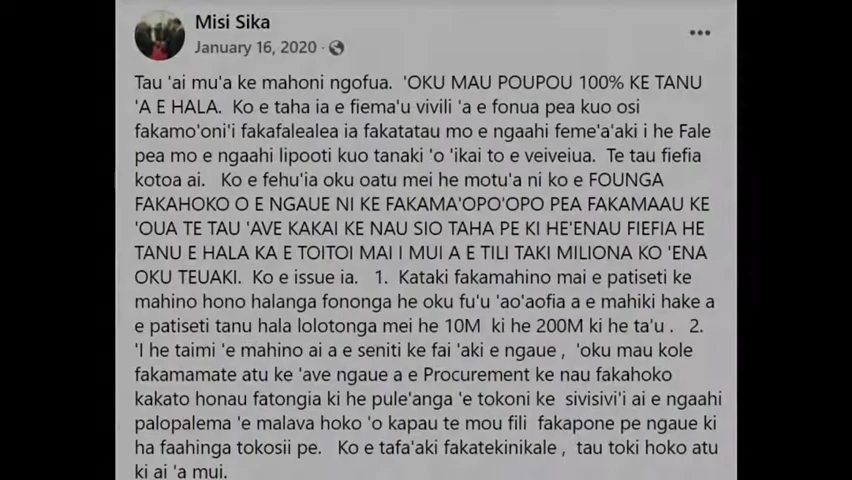 Misi Sika
January 16, 2020 ·
Tau 'ai mu'a ke mahoni ngofua. 'OKU MAU POUPOU 100% KE TANU
'A E HALA. Ko e taha ia e fiema'u vivili 'a e fonua pea kuo osi
fakamo'oni'i fakafalealea ia fakatatau mo e ngaahi feme'a'aki i he Fale
pea mo e ngaahi lipooti kuo tanaki 'o 'ikai to e veiveiua. Te tau fiefia
kotoa ai. Ko e fehu'ia oku oatu mei he motu'a ni ko e FOUNGA
FAKAHOKO O E NGAUE NI KE FAKAMA'OPO'OPO PEA FAKAMAAU KE
'OUA TE TAU 'AVE KAKAI KE NAU SIO TAHA PE KI HE'ENAU FIEFIA HE
TANU E HALA KA E TOITOI MAI I MUI A E TILI TAKI MILIONA KO 'ENA
OKU TEUAKI. Ko e issue ia. 1. Kataki fakamahino mai e patiseti ke
mahino hono halanga fononga he oku fu'u 'ao'aofia a e mahiki hake a
e patiseti tanu hala lolotonga mei he 10M ki he 200M ki he ta'u . 2.
'I he taimi 'e mahino ai a e seniti ke fai 'aki e ngaue , 'oku mau kole
fakamamate atu ke 'ave ngaue a e Procurement ke nau fakahoko
kakato honau fatongia ki he pule'anga 'e tokoni ke sivisivi'i ai e ngaahi
palopalema 'e malava hoko 'o kapau te mou fili fakapone pe ngaue ki
ha faahinga tokosii pe. Ko e tafa'aki fakatekinikale , tau toki hoko atu
ki ai 'a mui.